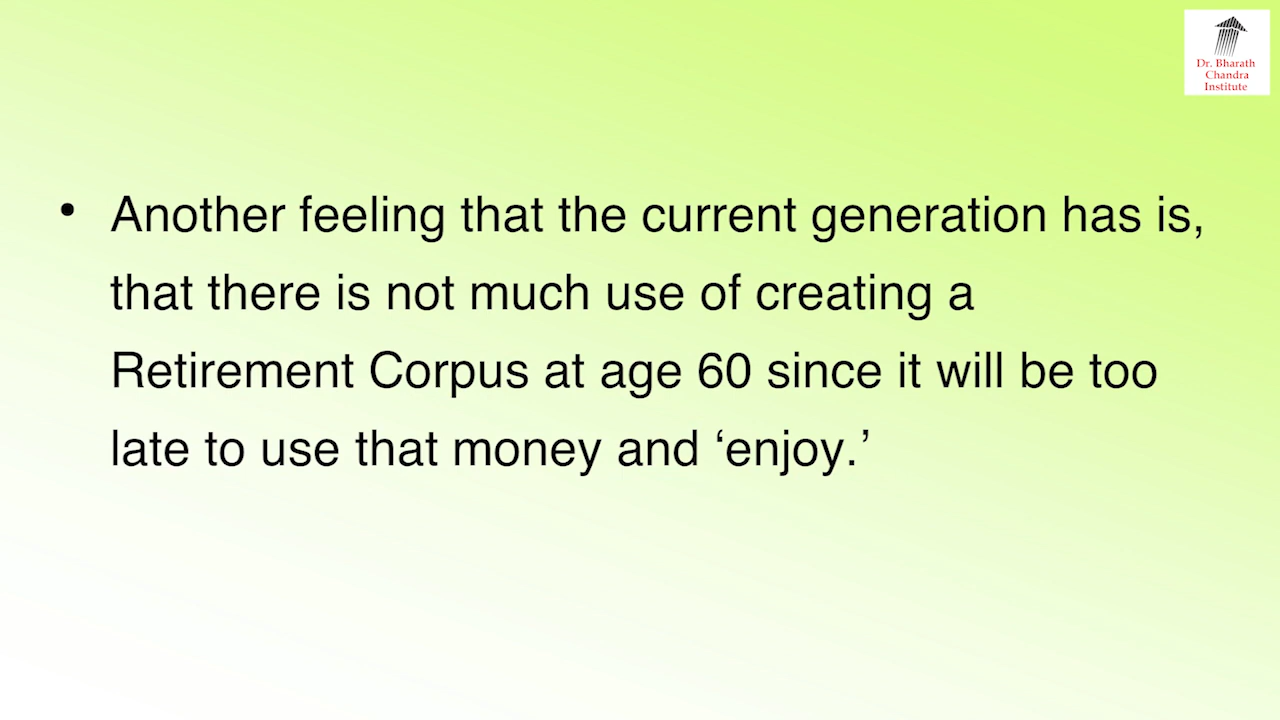 Dr. Bharath
Chandra
Institute
• Another feeling that the current generation has is,
that there is not much use of creating a
Retirement Corpus at age 60 since it will be too
late to use that money and ‘enjoy.’